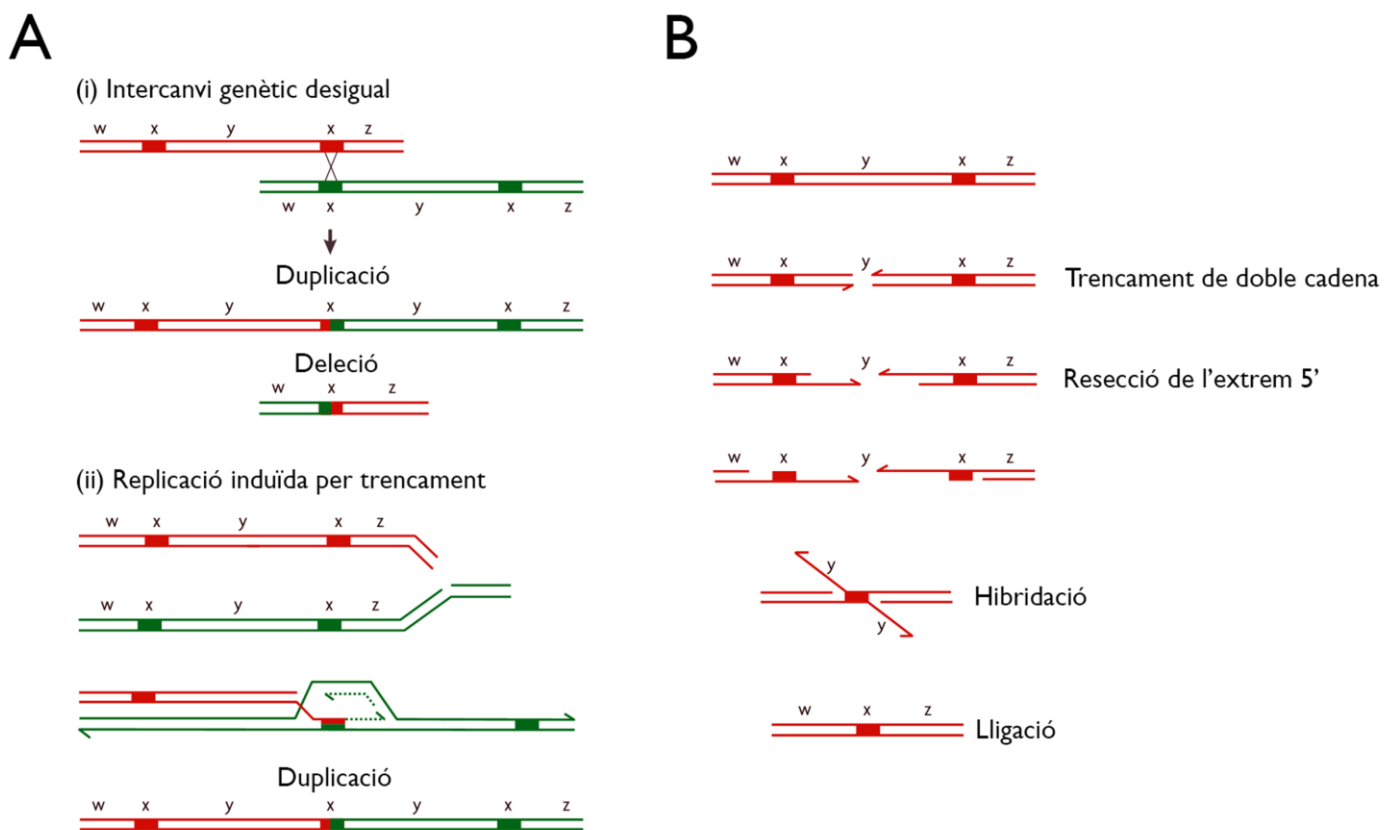 A
(i) Intercanvi genètic desigual
w x y x z
w x y x z
Duplicació
w x y x y x z
Deleció
w x z
(ii) Replicació induïda per trencament
w x y x z
w x y x z
Duplicació
w x y x y x z
B
w x y x z
w x y x z
Trencament de doble cadena
w x y x z
Resecció de l'extrem 5'
w x y x z
y
y
Hibridació
w x z
Lligació